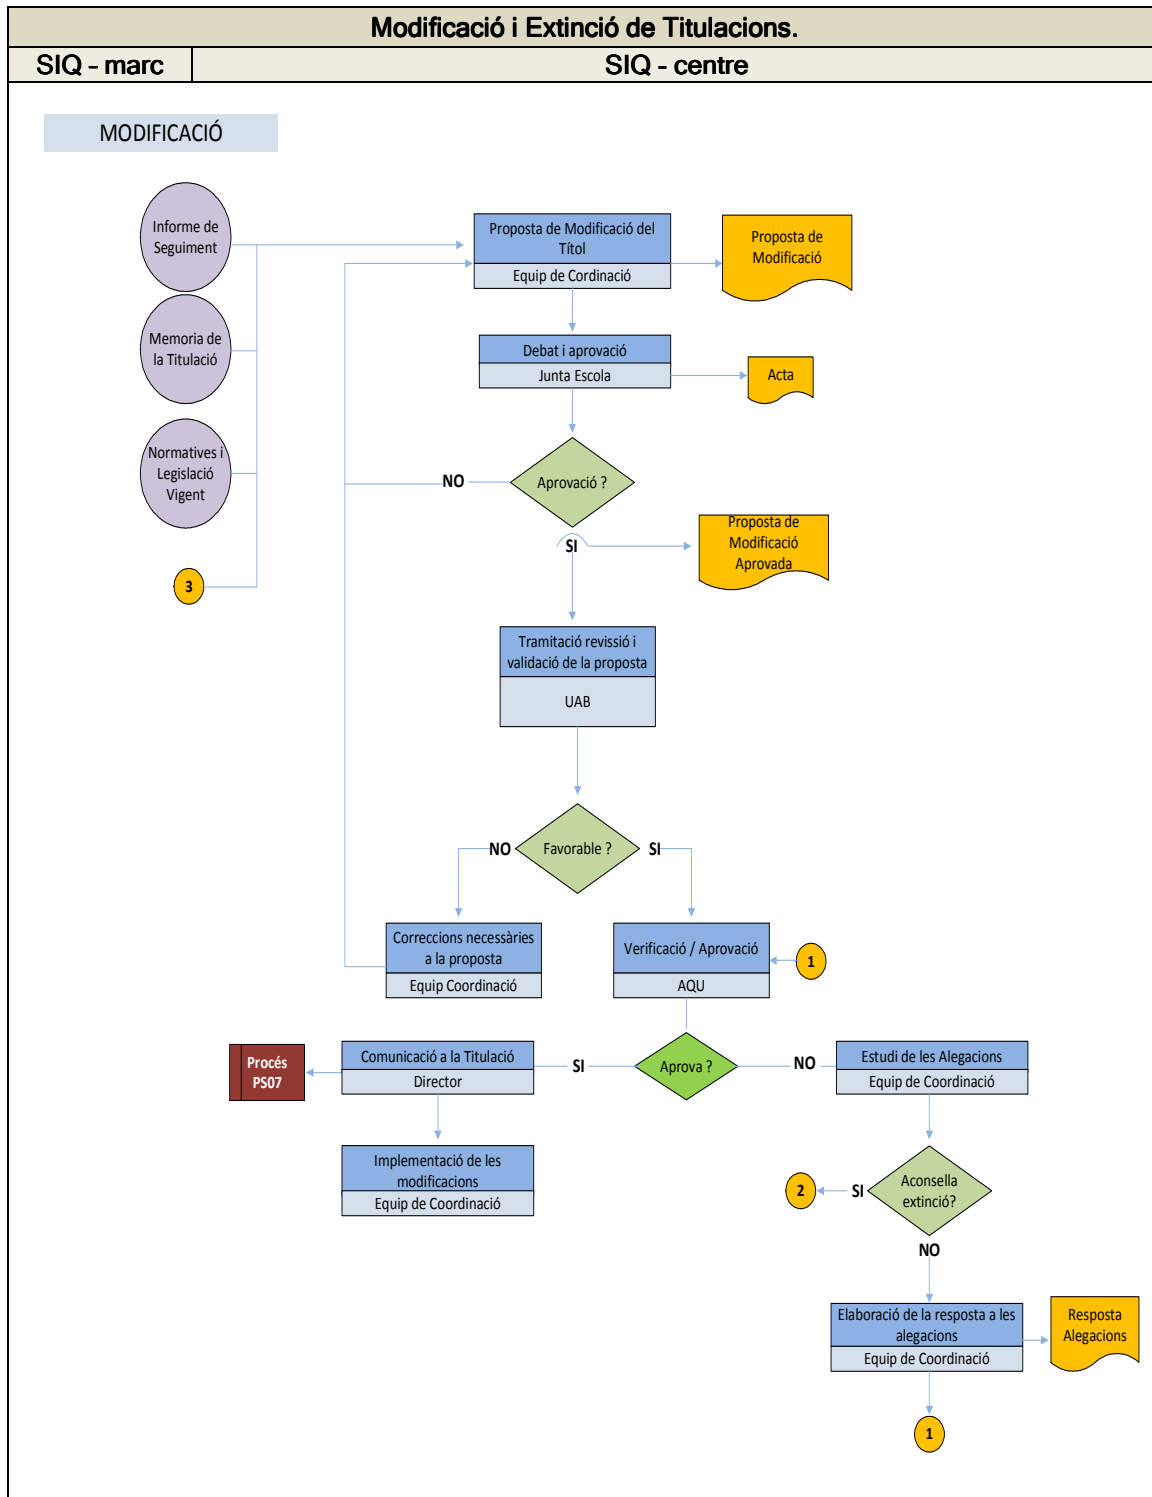 Modificació i Extinció de Titulacions.
SIQ - marc
SIQ - centre
MODIFICACIÓ
Informe de
Seguiment
Proposta de Modificació del
Títol
Equip de Cordinació
Proposta de
Modificació
Memoria de
la Titulació
Debat i aprovació
Junta Escola
Acta
Normatives i
Legislació
Vigent
NO
Aprovació ?
SI
Proposta de
Modificació
Aprovada
3
Tramitació revissió i
validació de la proposta
UAB
NO
Favorable ?
SI
Correccions necessàries
a la proposta
Equip Coordinació
Verificació / Aprovació
AQU
1
Procés
PS07
Comunicació a la Titulació
Director
SI
Aprova ?
NO
Estudi de les Alegacions
Equip de Coordinació
Implementació de les
modificacions
Equip de Coordinació
2
SI
Aconsella
extinció?
NO
Elaboració de la resposta a les
alegacions
Equip de Coordinació
Resposta
Alegacions
1